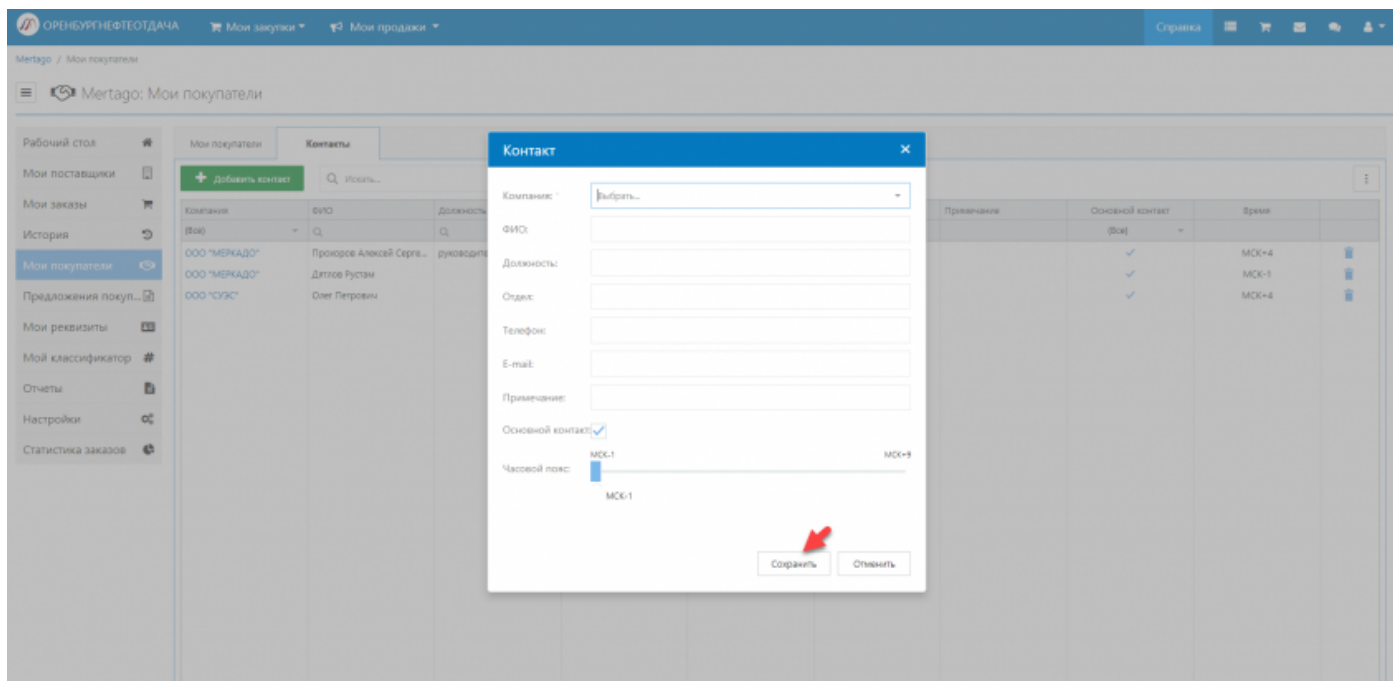 ОРЕНБУРГНЕФТЕОТДАЧА Мои закупки Мои продажи Справка
Mertago / Мои покупатели
Mertago: Мои покупатели
Рабочий стол
Мои поставщики
Мои заказы
История
Мои покупатели
Предложения покуп...
Мои реквизиты
Мой классификатор
Отчеты
Настройки
Статистика заказов
Мои покупатели Контакты
Добавить контакт Искать...
Компания ФИО Должность Примечание Основной контакт Время
(Все) (Все)
ООО "МЕРКАДО" Прохоров Алексей Серге... руководите МСК+4
ООО "МЕРКАДО" Дятлов Рустам МСК-1
ООО "СУЭС" Олег Петрович МСК+4
Контакт
Компания: * Выбрать...
ФИО:
Должность:
Отдел:
Телефон:
E-mail:
Примечание:
Основной контакт:
МСК-1 МСК+9
Часовой пояс:
МСК-1
Сохранить Отменить